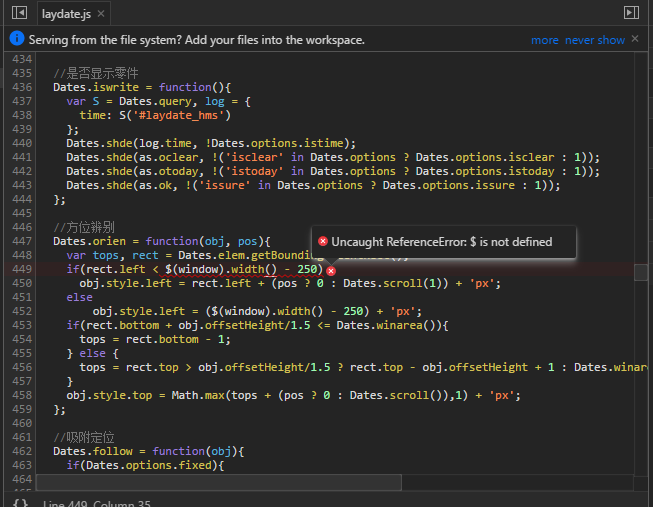 laydate.js ×
Serving from the file system? Add your files into the workspace. more never show ×
434
435 //是否显示零件
436 Dates.iswrite = function(){
437 var S = Dates.query, log = {
438 time: S('#laydate_hms')
439 };
440 Dates.shde(log.time, !Dates.options.istime);
441 Dates.shde(as.oclear, !('isclear' in Dates.options ? Dates.options.isclear : 1));
442 Dates.shde(as.otoday, !('istoday' in Dates.options ? Dates.options.istoday : 1));
443 Dates.shde(as.ok, !('issure' in Dates.options ? Dates.options.issure : 1));
444 };
445
446 //方位辨别
447 Dates.orien = function(obj, pos){
Uncaught ReferenceError: $ is not defined
448 var tops, rect = Dates.elem.getBounding
449 if(rect.left < $(window).width() - 250)
450 obj.style.left = rect.left + (pos ? 0 : Dates.scroll(1)) + 'px';
451 else
452 obj.style.left = ($(window).width() - 250) + 'px';
453 if(rect.bottom + obj.offsetHeight/1.5 <= Dates.winarea()){
454 tops = rect.bottom - 1;
455 } else {
456 tops = rect.top > obj.offsetHeight/1.5 ? rect.top - obj.offsetHeight + 1 : Dates.winare
457 }
458 obj.style.top = Math.max(tops + (pos ? 0 : Dates.scroll()),1) + 'px';
459 };
460
461 //吸附定位
462 Dates.follow = function(obj){
463 if(Dates.options.fixed){
464
{} Line 449, Column 35